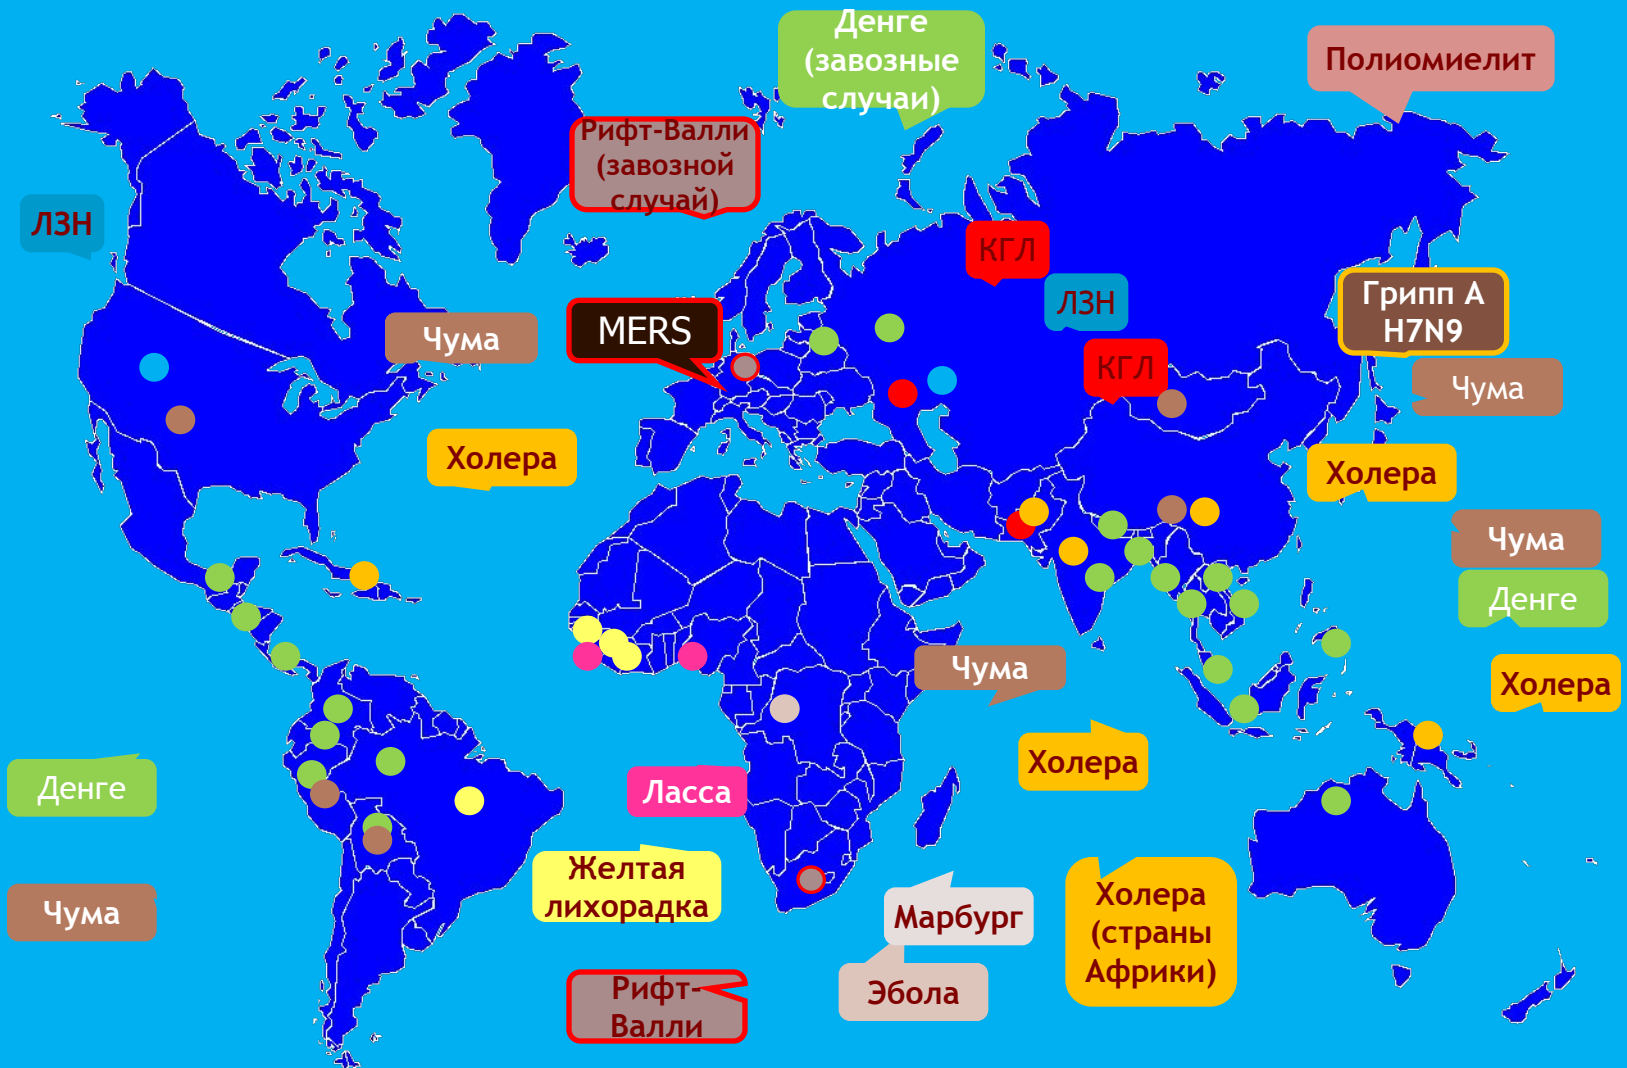 Денге
(завозные
случаи)
Полиомиелит
Рифт-Валли
(завозной
случай)
ЛЗН
КГЛ
ЛЗН
Грипп А
H7N9
Чума
MERS
КГЛ
Чума
Холера
Холера
Чума
Денге
Чума
Холера
Холера
Денге
Ласса
Желтая
лихорадка
Чума
Марбург
Холера
(страны
Африки)
Эбола
Рифт-
Валли